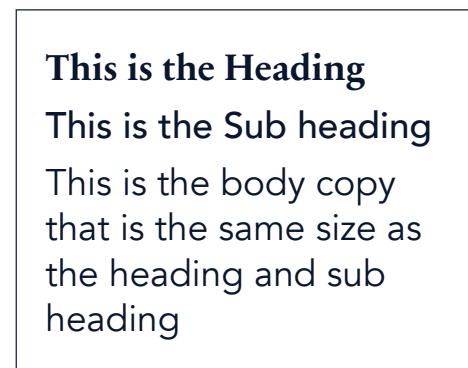 This is the Heading
This is the Sub heading
This is the body copy
that is the same size as
the heading and sub
heading